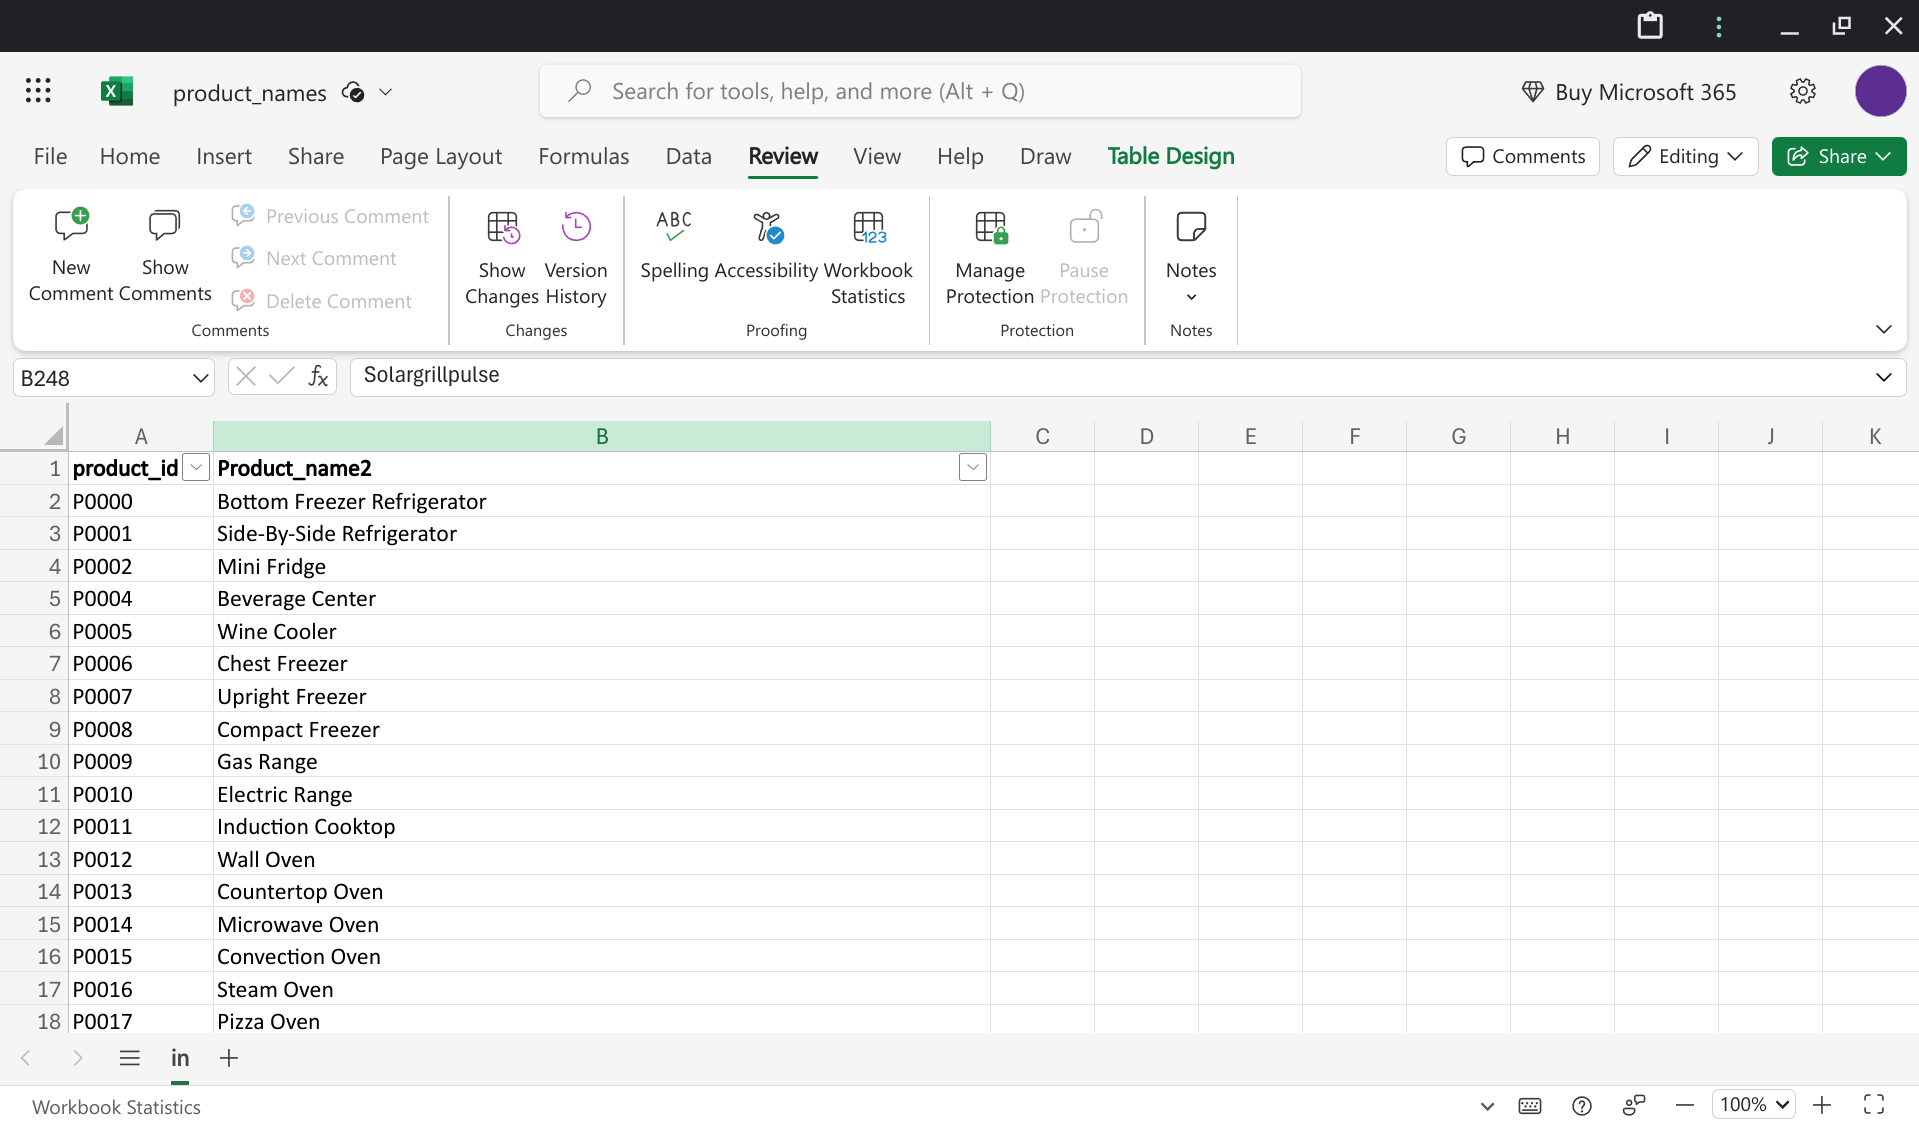 product_names
Search for tools, help, and more (Alt + Q)
Buy Microsoft 365
File Home Insert Share Page Layout Formulas Data Review View Help Draw Table Design
Comments Editing Share
New Comment
Show Comments
Previous Comment
Next Comment
Delete Comment
Comments
Show Changes
Version History
Changes
ABC
Spelling
Accessibility
123
Workbook Statistics
Proofing
Manage Protection
Pause Protection
Protection
Notes
Notes
B248 fx Solargrillpulse
A B C D E F G H I J K
1 product_id Product_name2
2 P0000 Bottom Freezer Refrigerator
3 P0001 Side-By-Side Refrigerator
4 P0002 Mini Fridge
5 P0004 Beverage Center
6 P0005 Wine Cooler
7 P0006 Chest Freezer
8 P0007 Upright Freezer
9 P0008 Compact Freezer
10 P0009 Gas Range
11 P0010 Electric Range
12 P0011 Induction Cooktop
13 P0012 Wall Oven
14 P0013 Countertop Oven
15 P0014 Microwave Oven
16 P0015 Convection Oven
17 P0016 Steam Oven
18 P0017 Pizza Oven
in
Workbook Statistics
100%